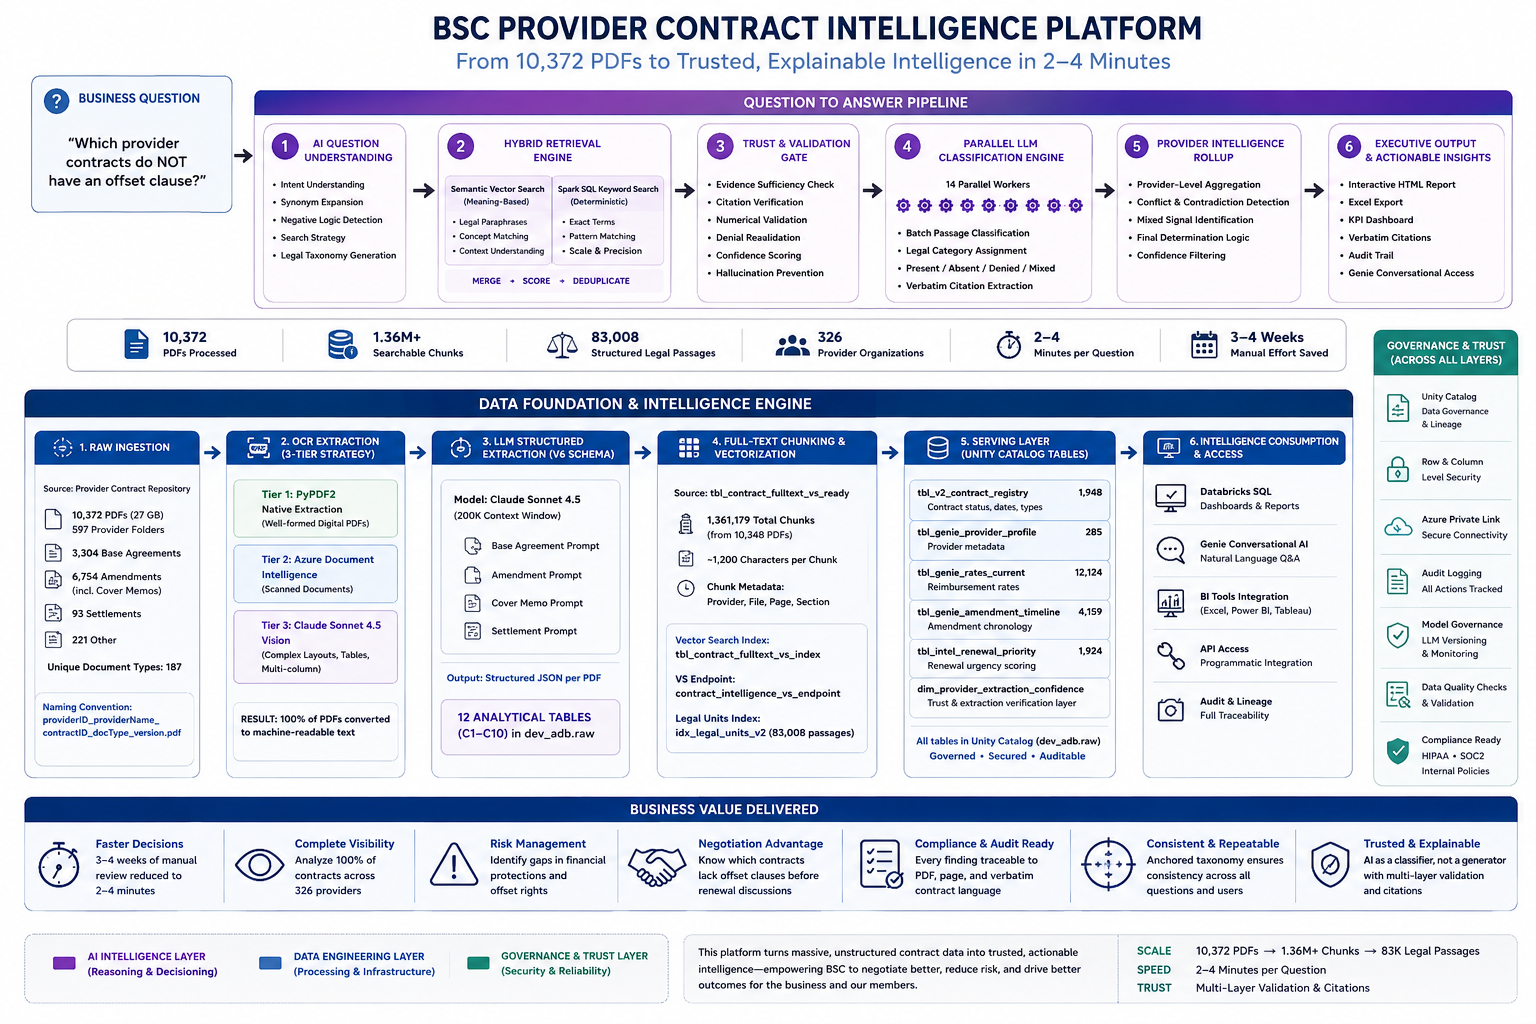 BSC PROVIDER CONTRACT INTELLIGENCE PLATFORM
From 10,372 PDFs to Trusted, Explainable Intelligence in 2–4 Minutes
?
BUSINESS QUESTION
“Which provider
contracts do NOT
have an offset clause?”
QUESTION TO ANSWER PIPELINE
1
AI QUESTION
UNDERSTANDING
• Intent Understanding
• Synonym Expansion
• Negative Logic Detection
• Search Strategy
• Legal Taxonomy Generation
2
HYBRID RETRIEVAL
ENGINE
Semantic Vector Search
(Meaning-Based)
• Legal Paraphrases
• Concept Matching
• Context Understanding
Spark SQL Keyword Search
(Deterministic)
• Exact Terms
• Pattern Matching
• Scale & Precision
MERGE → SCORE → DEDUPLICATE
3
TRUST & VALIDATION
GATE
• Evidence Sufficiency Check
• Citation Verification
• Numerical Validation
• Denial Reaalidation
• Confidence Scoring
• Hallucination Prevention
4
PARALLEL LLM
CLASSIFICATION ENGINE
14 Parallel Workers
• Batch Passage Classification
• Legal Category Assignment
• Present / Absent / Denied / Mixed
• Verbatim Citation Extraction
5
PROVIDER INTELLIGENCE
ROLLUP
• Provider-Level Aggregation
• Conflict & Contradiction Detection
• Mixed Signal Identification
• Final Determination Logic
• Confidence Filtering
6
EXECUTIVE OUTPUT
& ACTIONABLE INSIGHTS
• Interactive HTML Report
• Excel Export
• KPI Dashboard
• Verbatim Citations
• Audit Trail
• Genie Conversational Access
10,372
PDFs Processed
1.36M+
Searchable Chunks
83,008
Structured Legal Passages
326
Provider Organizations
2–4
Minutes per Question
3–4 Weeks
Manual Effort Saved
GOVERNANCE & TRUST
(ACROSS ALL LAYERS)
Unity Catalog
Data Governance
& Lineage
Row & Column
Level Security
Azure Private Link
Secure Connectivity
Audit Logging
All Actions Tracked
Model Governance
LLM Versioning
& Monitoring
Data Quality Checks
& Validation
Compliance Ready
HIPAA • SOC2
Internal Policies
DATA FOUNDATION & INTELLIGENCE ENGINE
1. RAW INGESTION
Source: Provider Contract Repository
10,372 PDFs (27 GB)
597 Provider Folders
3,304 Base Agreements
6,754 Amendments
(incl. Cover Memos)
93 Settlements
221 Other
Unique Document Types: 187
Naming Convention:
providerID_providerName_
contractID_docType_version.pdf
2. OCR EXTRACTION
(3-TIER STRATEGY)
Tier 1: PyPDF2
Native Extraction
(Well-formed Digital PDFs)
Tier 2: Azure Document
Intelligence
(Scanned Documents)
Tier 3: Claude Sonnet 4.5
Vision
(Complex Layouts, Tables,
Multi-column)
RESULT: 100% of PDFs converted
to machine-readable text
3. LLM STRUCTURED
EXTRACTION (V6 SCHEMA)
Model: Claude Sonnet 4.5
(200K Context Window)
Base Agreement Prompt
Amendment Prompt
Cover Memo Prompt
Settlement Prompt
Output: Structured JSON per PDF
12 ANALYTICAL TABLES
(C1–C10) in dev_adb.raw
4. FULL-TEXT CHUNKING &
VECTORIZATION
Source: tbl_contract_fulltext_vs_ready
1,361,179 Total Chunks
(from 10,348 PDFs)
~1,200 Characters per Chunk
Chunk Metadata:
Provider, File, Page, Section
Vector Search Index:
tbl_contract_fulltext_vs_index
VS Endpoint:
contract_intelligence_vs_endpoint
Legal Units Index:
idx_legal_units_v2 (83,008 passages)
5. SERVING LAYER
(UNITY CATALOG TABLES)
tbl_v2_contract_registry 1,948
Contract status, dates, types
tbl_genie_provider_profile 285
Provider metadata
tbl_genie_rates_current 12,124
Reimbursement rates
tbl_genie_amendment_timeline 4,159
Amendment chronology
tbl_intel_renewal_priority 1,924
Renewal urgency scoring
dim_provider_extraction_confidence
Trust & extraction verification layer
All tables in Unity Catalog (dev_adb.raw)
Governed • Secured • Auditable
6. INTELLIGENCE CONSUMPTION
& ACCESS
Databricks SQL
Dashboards & Reports
Genie Conversational AI
Natural Language Q&A
BI Tools Integration
(Excel, Power BI, Tableau)
API Access
Programmatic Integration
Audit & Lineage
Full Traceability
BUSINESS VALUE DELIVERED
Faster Decisions
3–4 weeks of manual
review reduced to
2–4 minutes
Complete Visibility
Analyze 100% of
contracts across
326 providers
Risk Management
Identify gaps in financial
protections and
offset rights
Negotiation Advantage
Know which contracts
lack offset clauses before
renewal discussions
Compliance & Audit Ready
Every finding traceable to
PDF, page, and verbatim
contract language
Consistent & Repeatable
Anchored taxonomy ensures
consistency across all
questions and users
Trusted & Explainable
AI as a classifier, not a generator
with multi-layer validation
and citations
AI INTELLIGENCE LAYER
(Reasoning & Decisioning)
DATA ENGINEERING LAYER
(Processing & Infrastructure)
GOVERNANCE & TRUST LAYER
(Security & Reliability)
This platform turns massive, unstructured contract data into trusted, actionable
intelligence—empowering BSC to negotiate better, reduce risk, and drive better
outcomes for the business and our members.
SCALE 10,372 PDFs → 1.36M+ Chunks → 83K Legal Passages
SPEED 2–4 Minutes per Question
TRUST Multi-Layer Validation & Citations